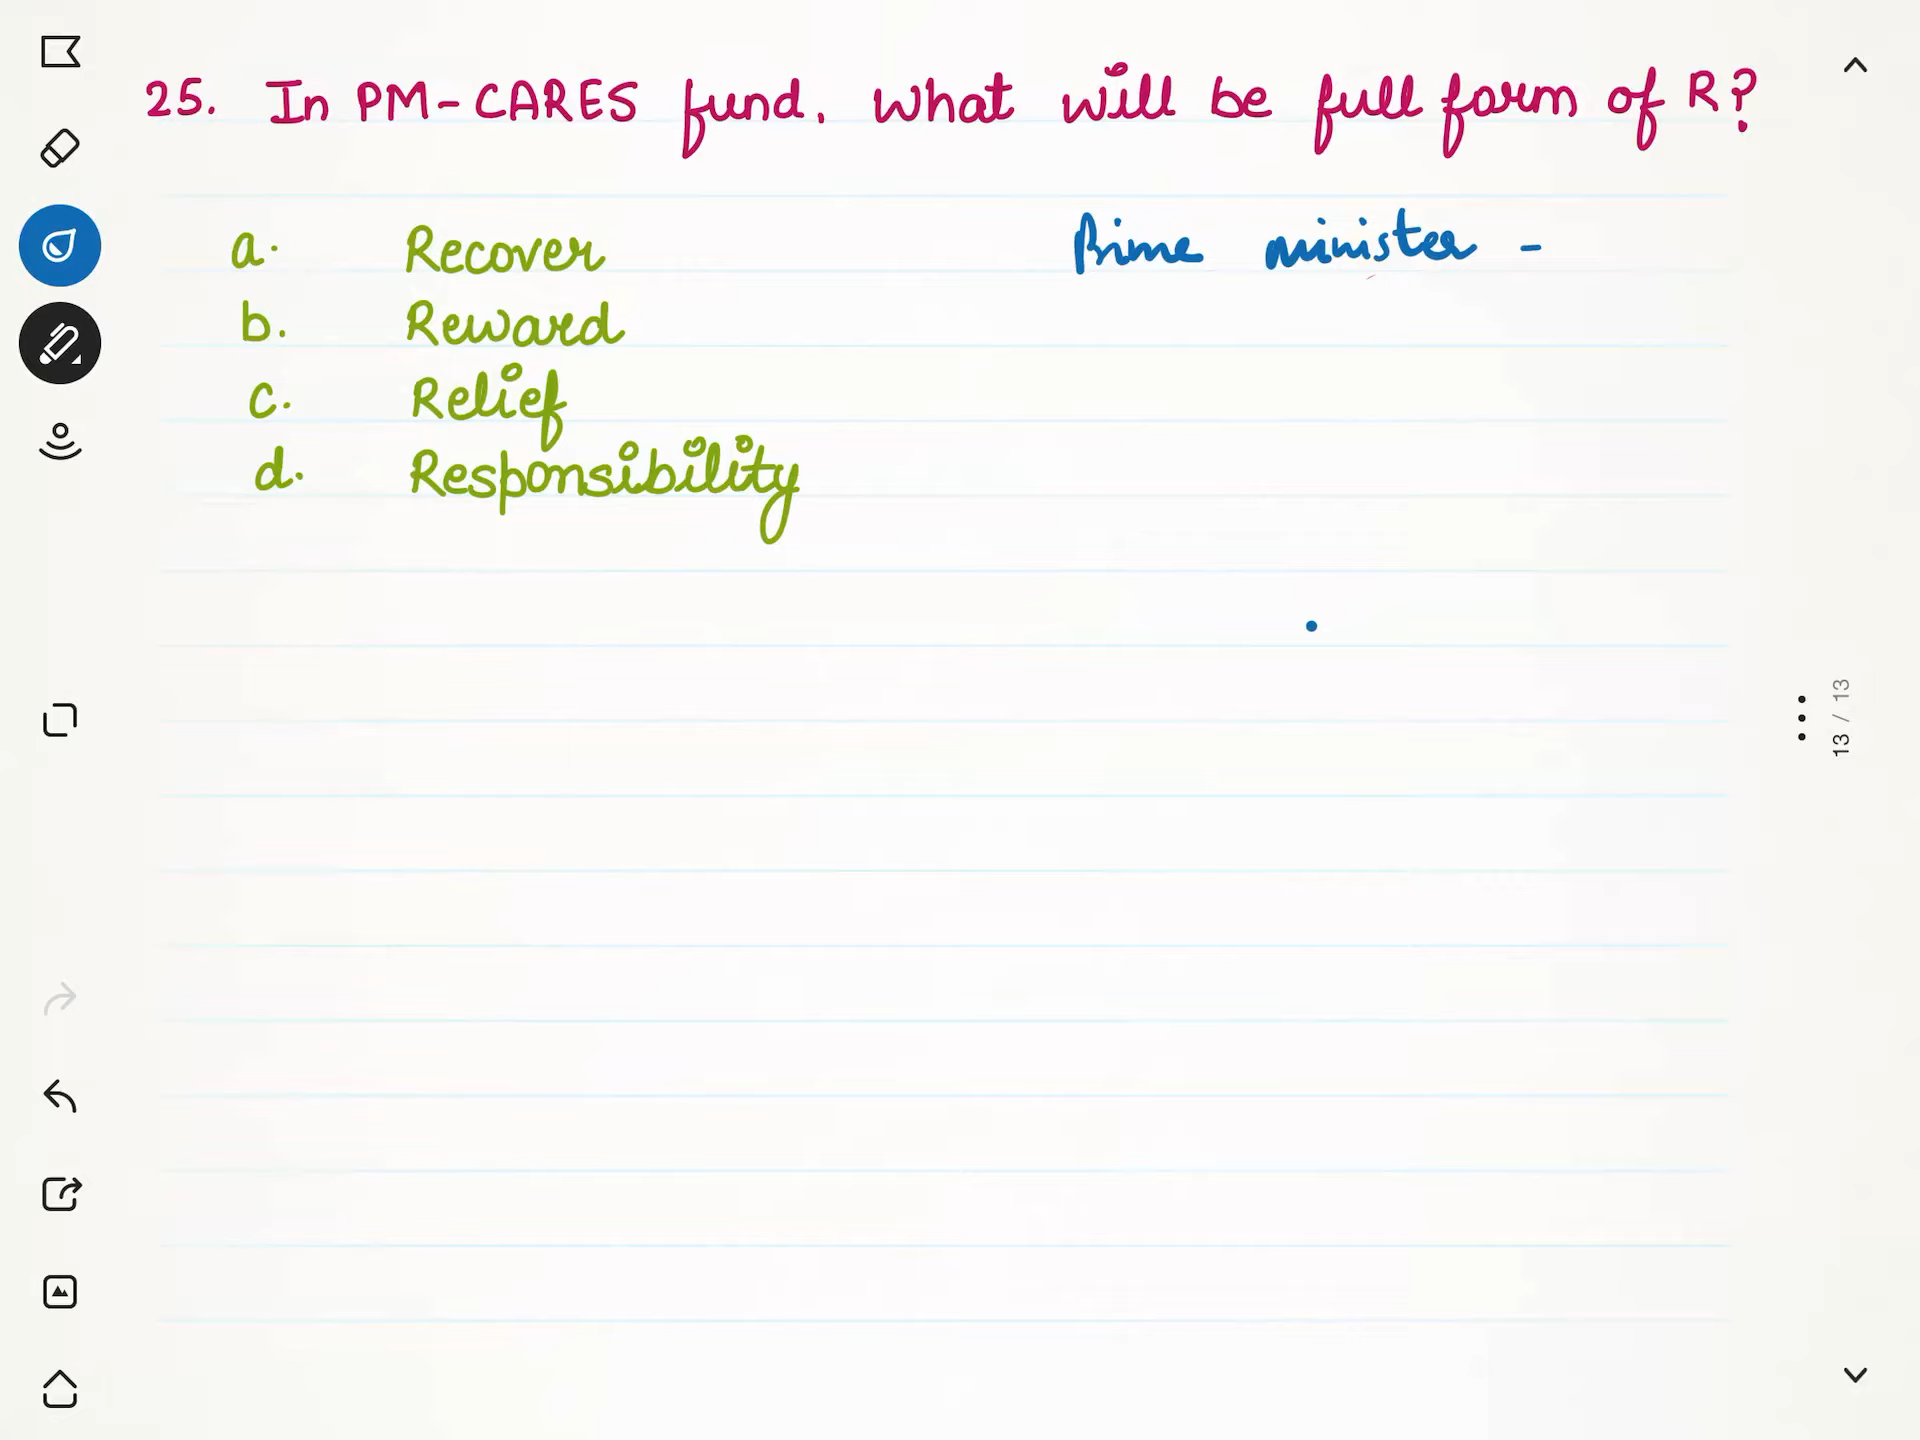 25. In PM-CARES fund. What will be full form of R?
a. Recover
Prime minister -
b. Reward
c. Relief
d. Responsibility
13 / 13